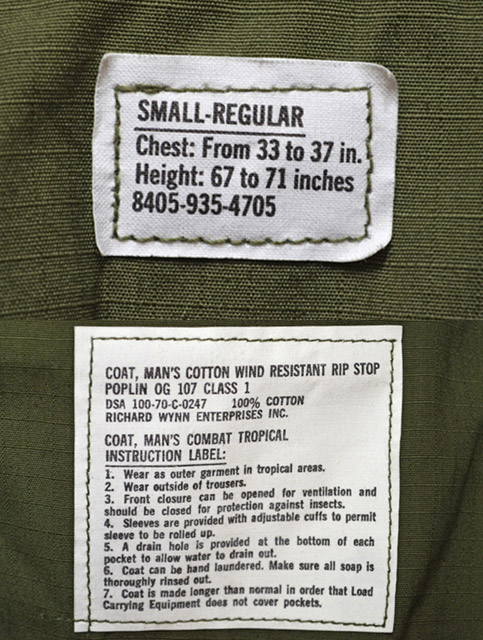 SMALL-REGULAR
Chest: From 33 to 37 in.
Height: 67 to 71 inches
8405-935-4705
COAT, MAN'S COTTON WIND RESISTANT RIP STOP
POPLIN OG 107 CLASS 1
DSA 100-70-C-0247 100% COTTON
RICHARD WYNN ENTERPRISES INC.
COAT, MAN'S COMBAT TROPICAL
INSTRUCTION LABEL:
1. Wear as outer garment in tropical areas.
2. Wear outside of trousers.
3. Front closure can be opened for ventilation and
should be closed for protection against insects.
4. Sleeves are provided with adjustable cuffs to permit
sleeve to be rolled up.
5. A drain hole is provided at the bottom of each
pocket to allow water to drain out.
6. Coat can be hand laundered. Make sure all soap is
thoroughly rinsed out.
7. Coat is made longer than normal in order that Load
Carrying Equipment does not cover pockets.